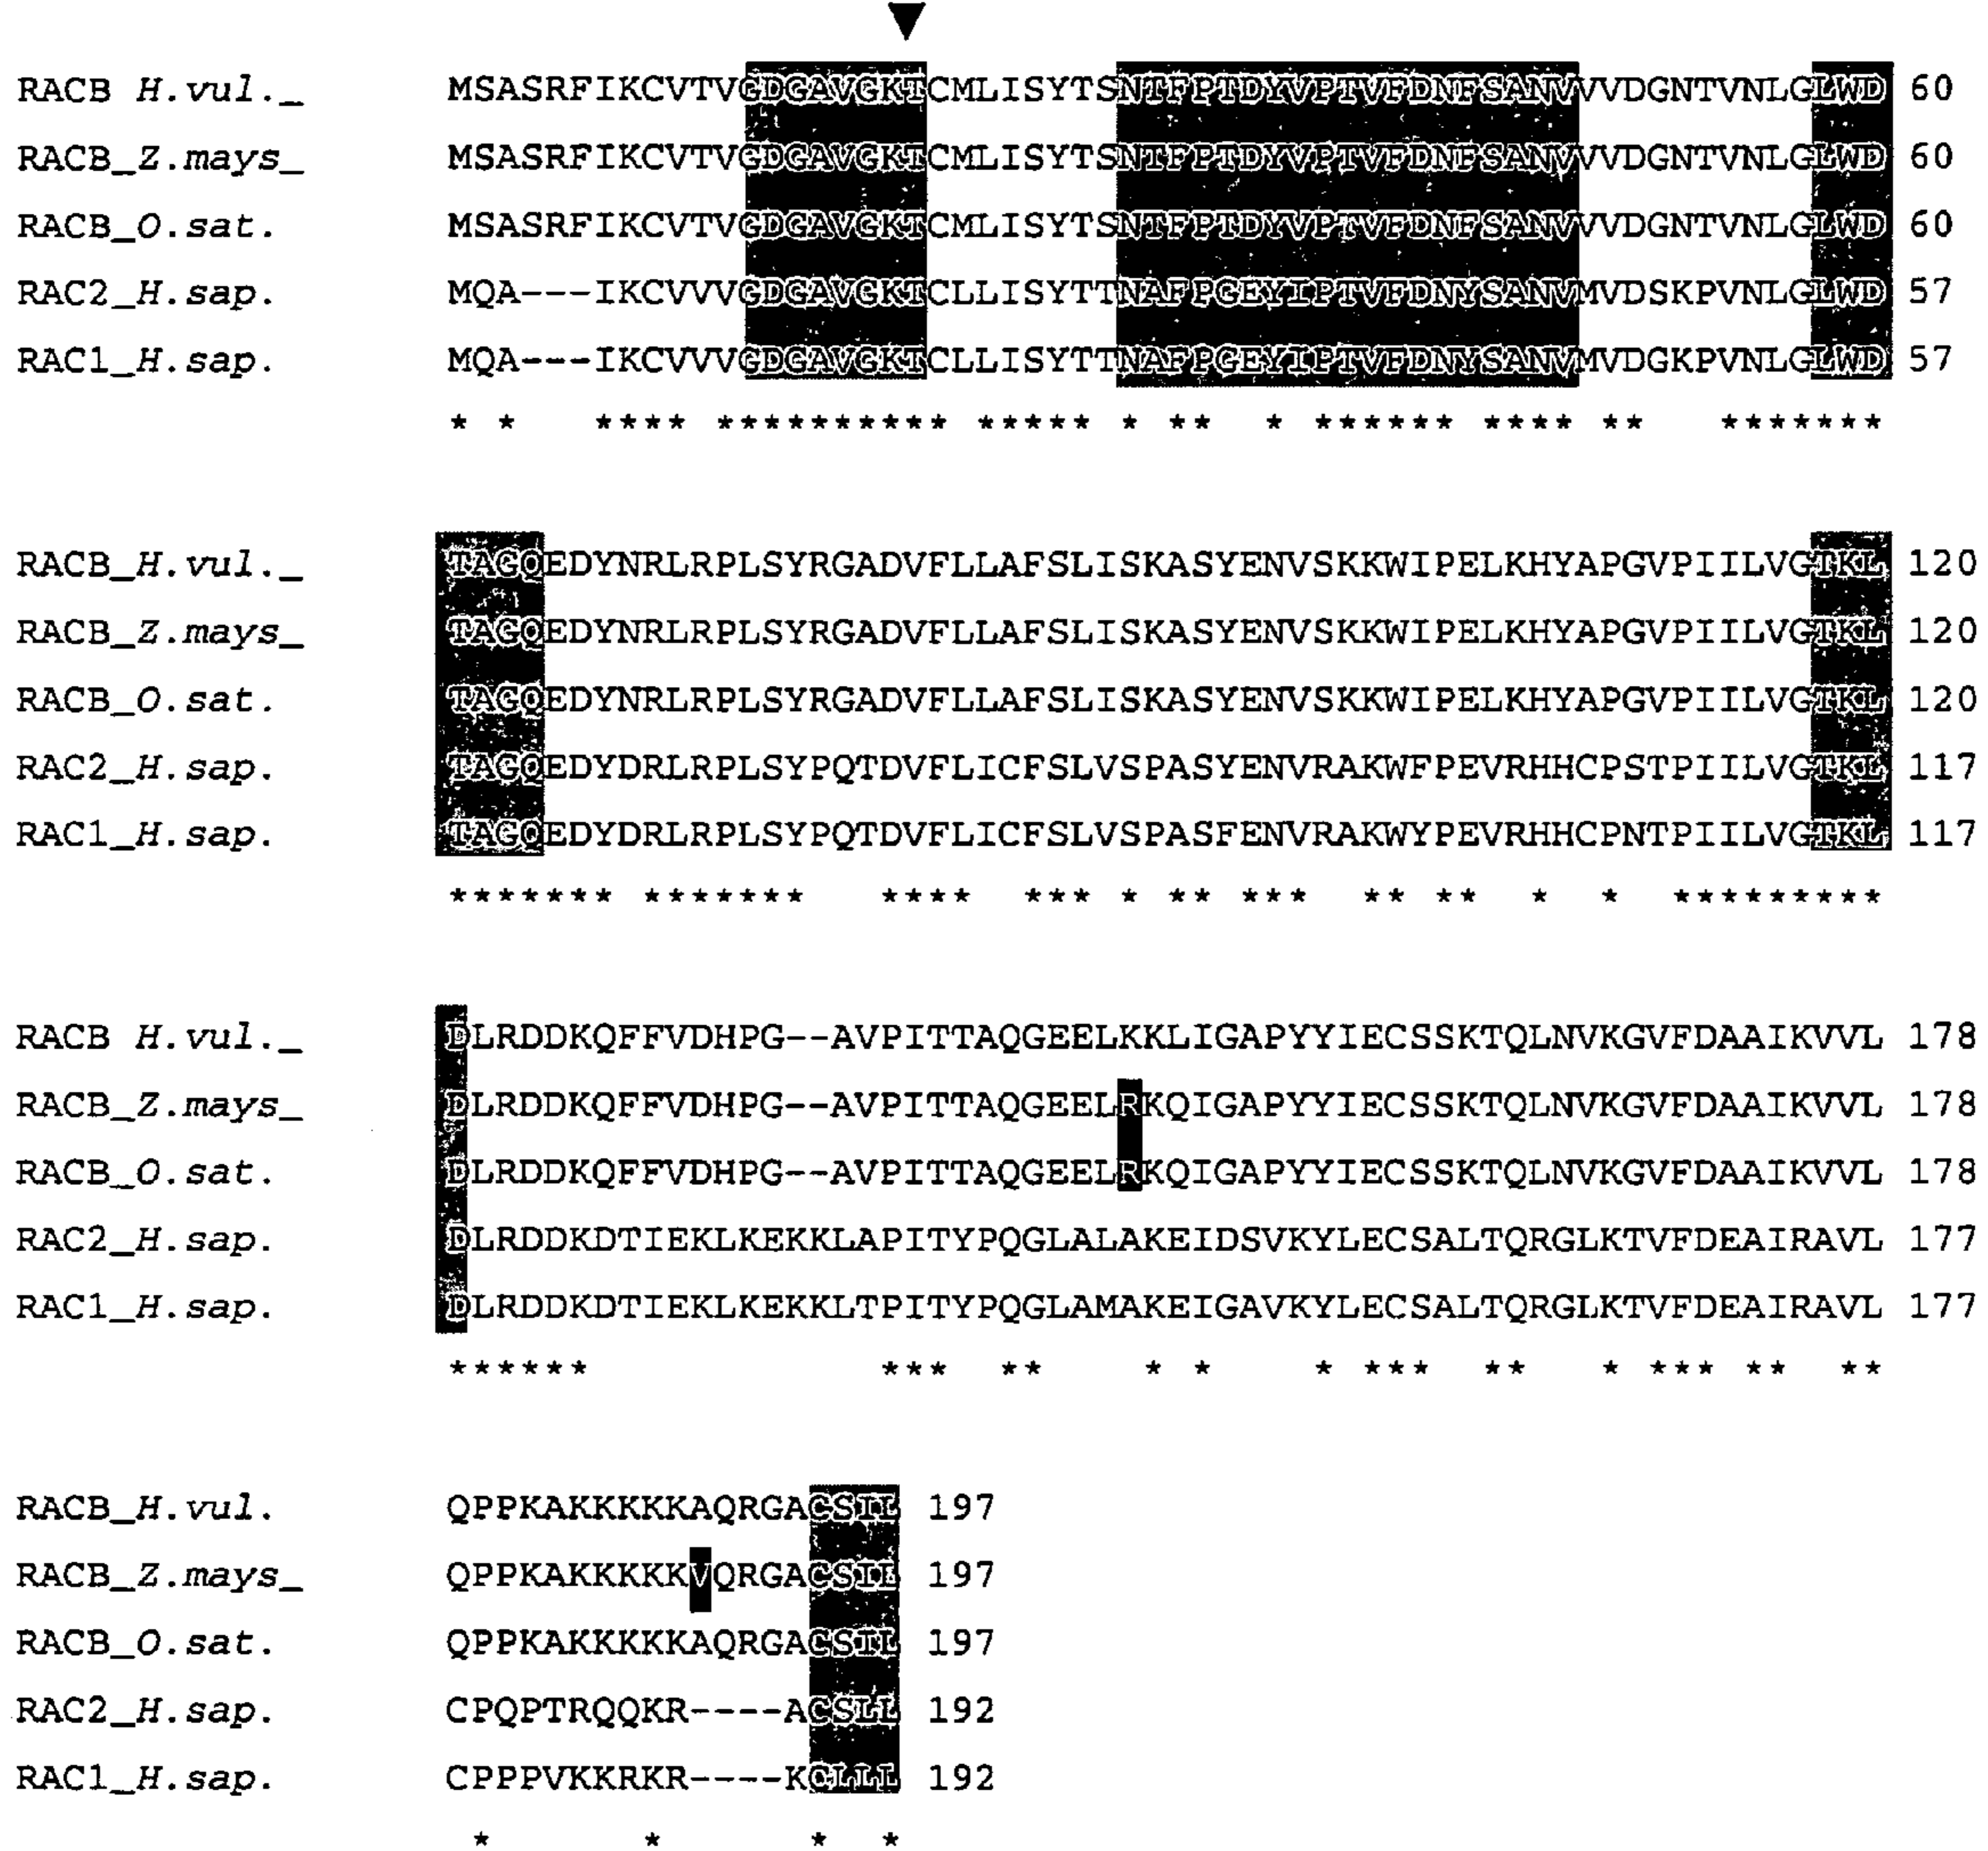 RACB H.vul._ MSASRFIKCVTVGDGAVGKTCMLISYTSNTFPTDYVPTVFDNFSANVVVDGNTVNLGLWD 60
RACB_Z.mays_ MSASRFIKCVTVGDGAVGKTCMLISYTSNTFPTDYVPTVFDNFSANVVVDGNTVNLGLWD 60
RACB_O.sat. MSASRFIKCVTVGDGAVGKTCMLISYTSNTFPTDYVPTVFDNFSANVVVDGNTVNLGLWD 60
RAC2_H.sap. MQA---IKCVVVGDGAVGKTCLLISYTTNAFPGEYIPTVFDNYSANVMVDSKPVNLGLWD 57
RAC1_H.sap. MQA---IKCVVVGDGAVGKTCLLISYTTNAFPGEYIPTVFDNYSANVMVDGKPVNLGLWD 57
* * **** ********** ***** * ** * ****** **** ** *******
RACB_H.vul._ TAGQEDYNRLRPLSYRGADVFLLAFSLISKASYENVSKKWIPELKHYAPGVPIILVGTKL 120
RACB_Z.mays_ TAGQEDYNRLRPLSYRGADVFLLAFSLISKASYENVSKKWIPELKHYAPGVPIILVGTKL 120
RACB_O.sat. TAGQEDYNRLRPLSYRGADVFLLAFSLISKASYENVSKKWIPELKHYAPGVPIILVGTKL 120
RAC2_H.sap. TAGQEDYDRLRPLSYPQTDVFLICFSLVSPASYENVRAKWFPEVRHHCPSTPIILVGTKL 117
RAC1_H.sap. TAGQEDYDRLRPLSYPQTDVFLICFSLVSPASFENVRAKWYPEVRHHCPNTPIILVGTKL 117
******* ******* **** *** * ** *** ** ** * * *********
RACB H.vul._ DLRDDKQFFVDHPG--AVPITTAQGEELKKLIGAPYYIECSSKTQLNVKGVFDAAIKVVL 178
RACB_Z.mays_ DLRDDKQFFVDHPG--AVPITTAQGEELRKQIGAPYYIECSSKTQLNVKGVFDAAIKVVL 178
RACB_O.sat. DLRDDKQFFVDHPG--AVPITTAQGEELRKQIGAPYYIECSSKTQLNVKGVFDAAIKVVL 178
RAC2_H.sap. DLRDDKDTIEKLKEKKLAPITYPQGLALAKEIDSVKYLECSALTQRGLKTVFDEAIRAVL 177
RAC1_H.sap. DLRDDKDTIEKLKEKKLTPITYPQGLAMAKEIGAVKYLECSALTQRGLKTVFDEAIRAVL 177
****** *** ** * * * *** ** * *** ** **
RACB_H.vul. QPPKAKKKKKAQRGACSIL 197
RACB_Z.mays_ QPPKAKKKKKVQRGACSIL 197
RACB_O.sat. QPPKAKKKKKAQRGACSIL 197
RAC2_H.sap. CPQPTRQQKR----ACSLL 192
RAC1_H.sap. CPPPVKKRKR----KCLLL 192
* * * *